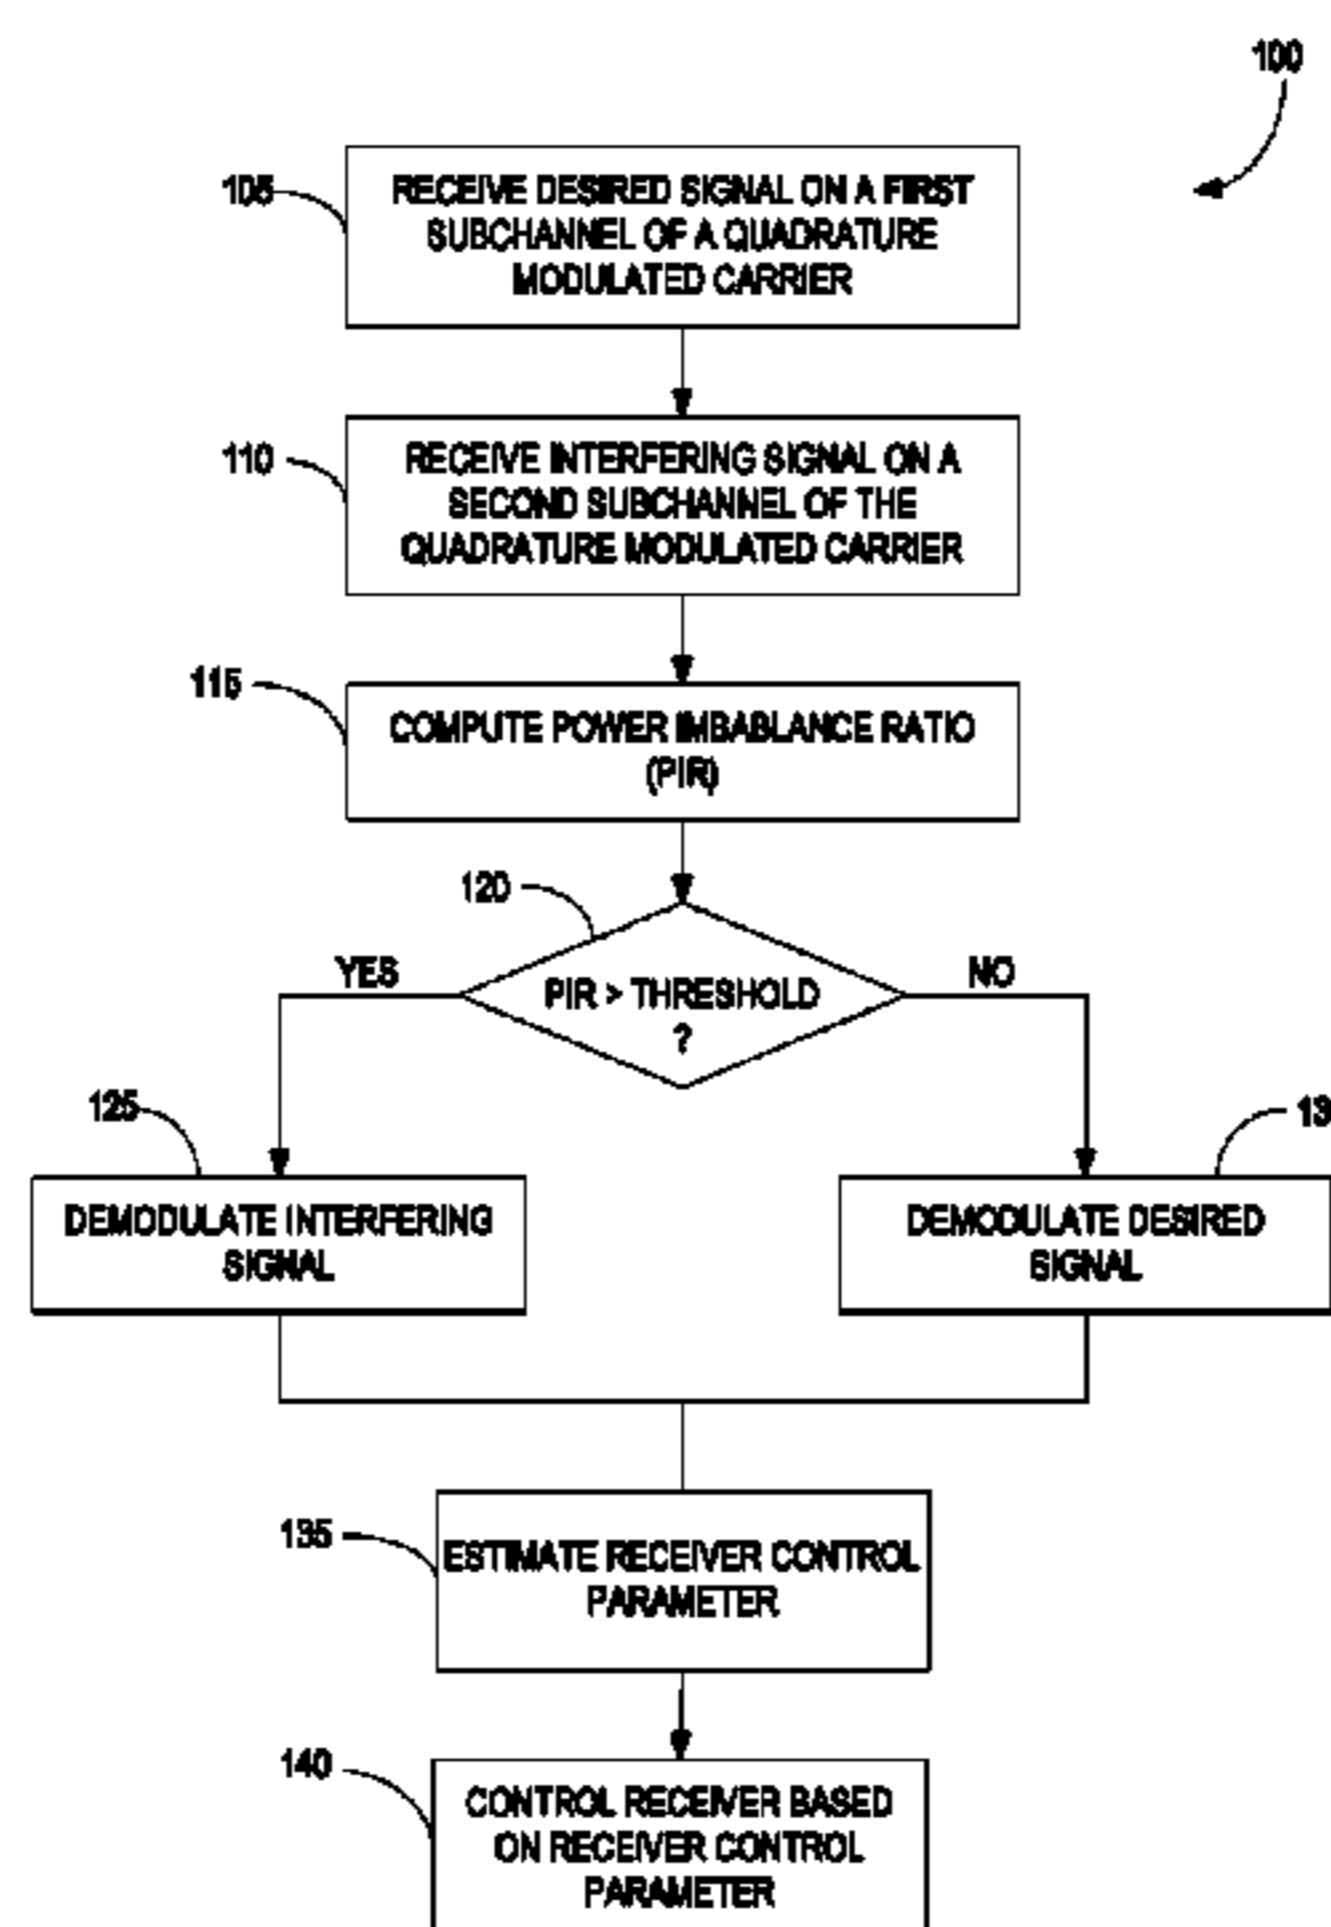 100
105
RECEIVE DESIRED SIGNAL ON A FIRST
SUBCHANNEL OF A QUADRATURE
MODULATED CARRIER
110
RECEIVE INTERFERING SIGNAL ON A
SECOND SUBCHANNEL OF THE
QUADRATURE MODULATED CARRIER
115
COMPUTE POWER IMBABLANCE RATIO
(PIR)
120
YES
PIR > THRESHOLD
?
NO
125
13
DEMODULATE INTERFERING
SIGNAL
DEMODULATE DESIRED
SIGNAL
135
ESTIMATE RECEIVER CONTROL
PARAMETER
140
CONTROL RECEIVER BASED
ON RECEIVER CONTROL
PARAMETER